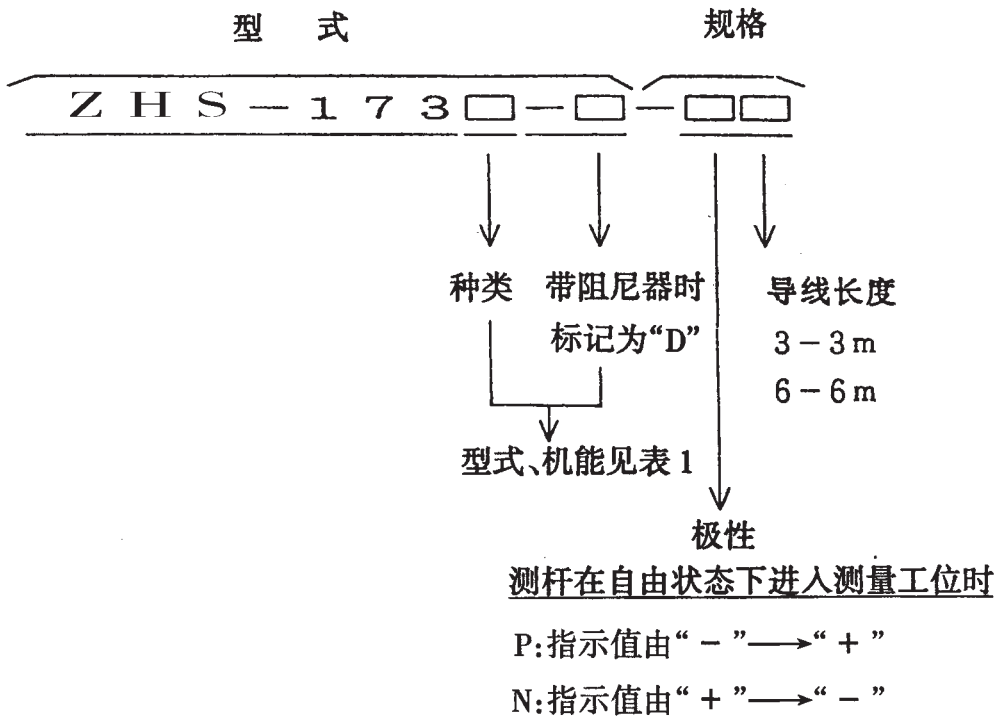 型 式 规格
ZHS-173□-□-□□
种类 带阻尼器时 导线长度
标记为“D” 3-3m
6-6m
型式、机能见表1
极性
测杆在自由状态下进入测量工位时
P:指示值由“-”→“+”
N:指示值由“+”→“-”